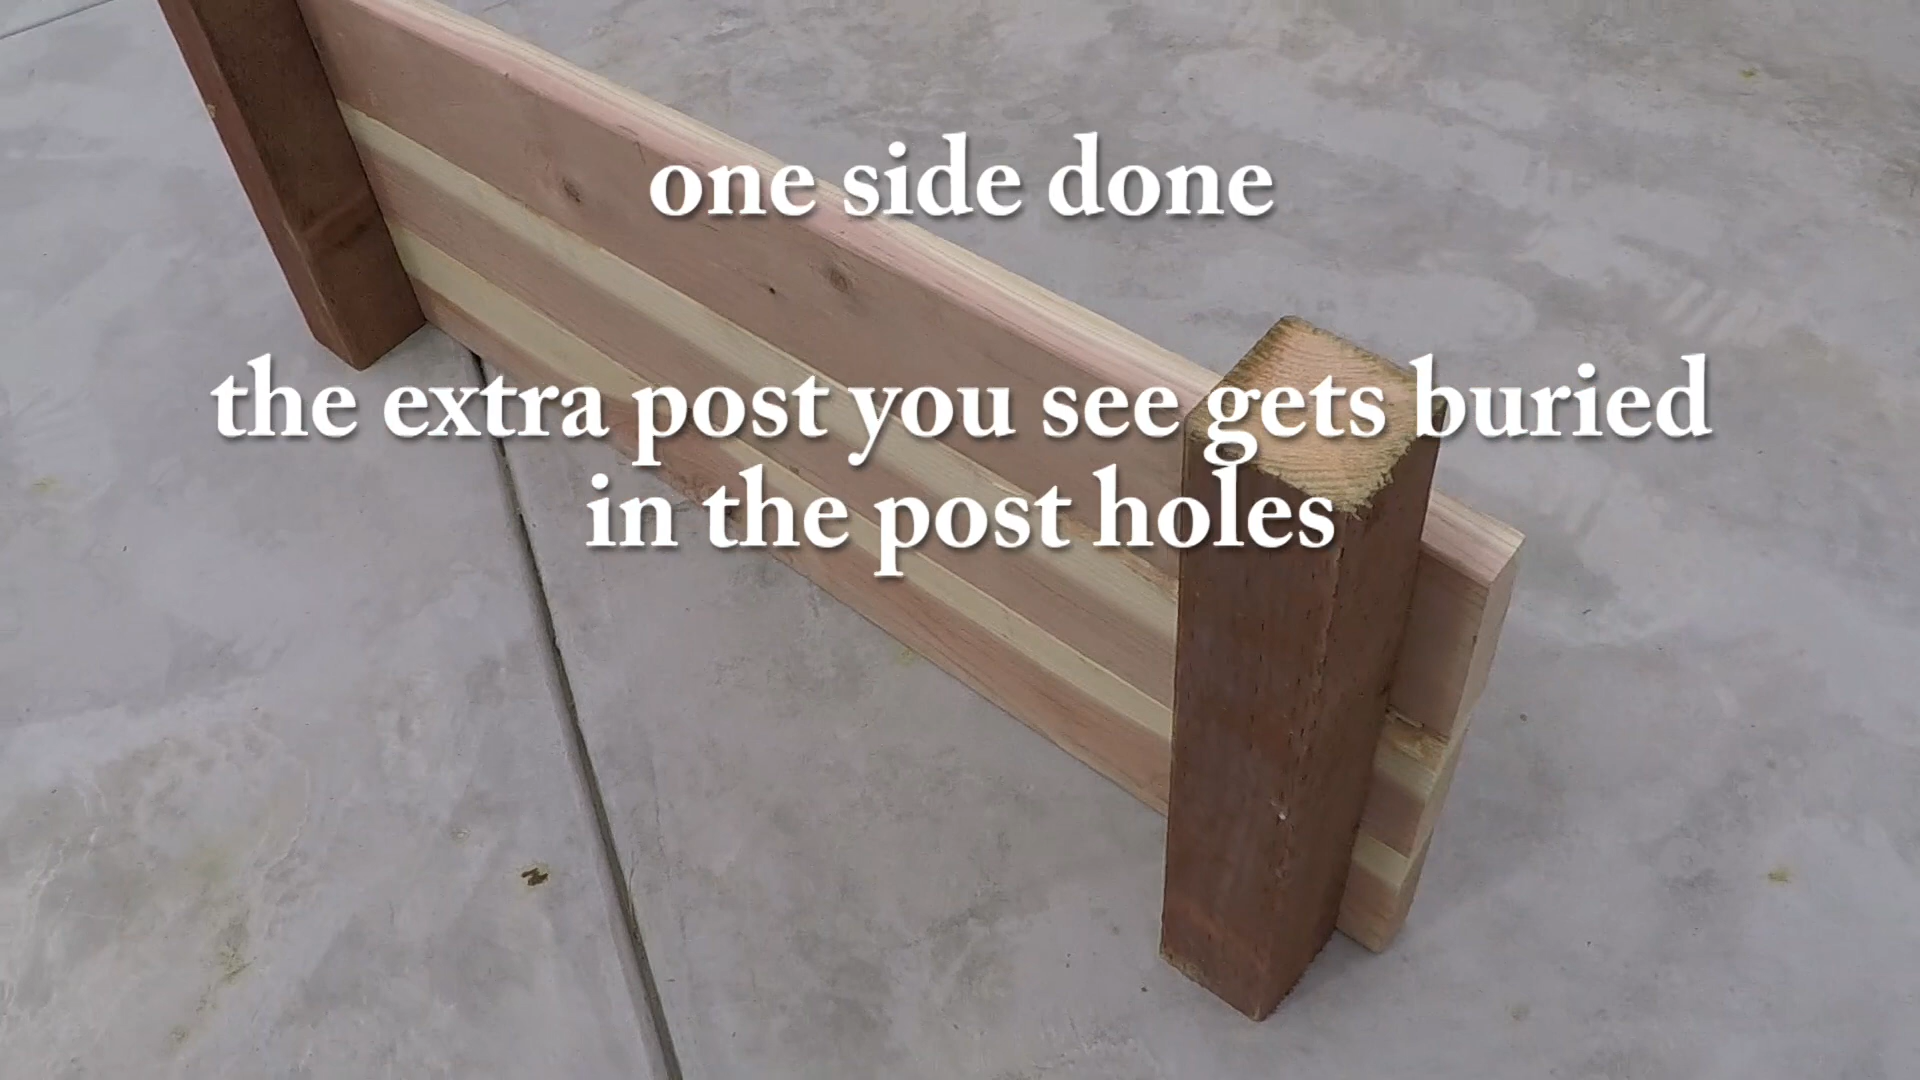 one side done
the extra post you see gets buried
in the post holes